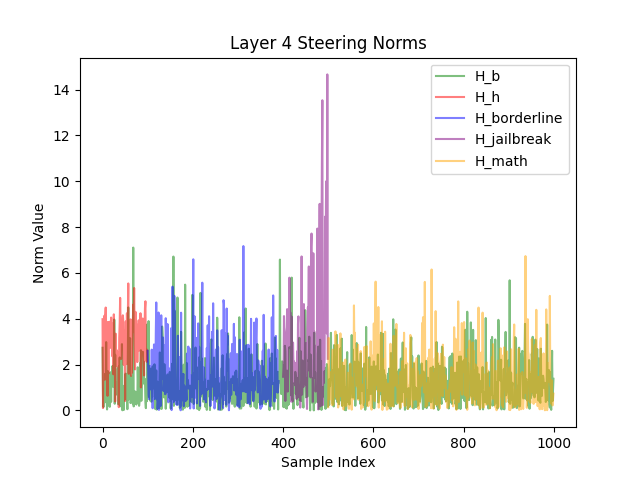 Layer 4 Steering Norms
Norm Value
14
12
10
8
6
4
2
0
H_b
H_h
H_borderline
H_jailbreak
H_math
0 200 400 600 800 1000
Sample Index